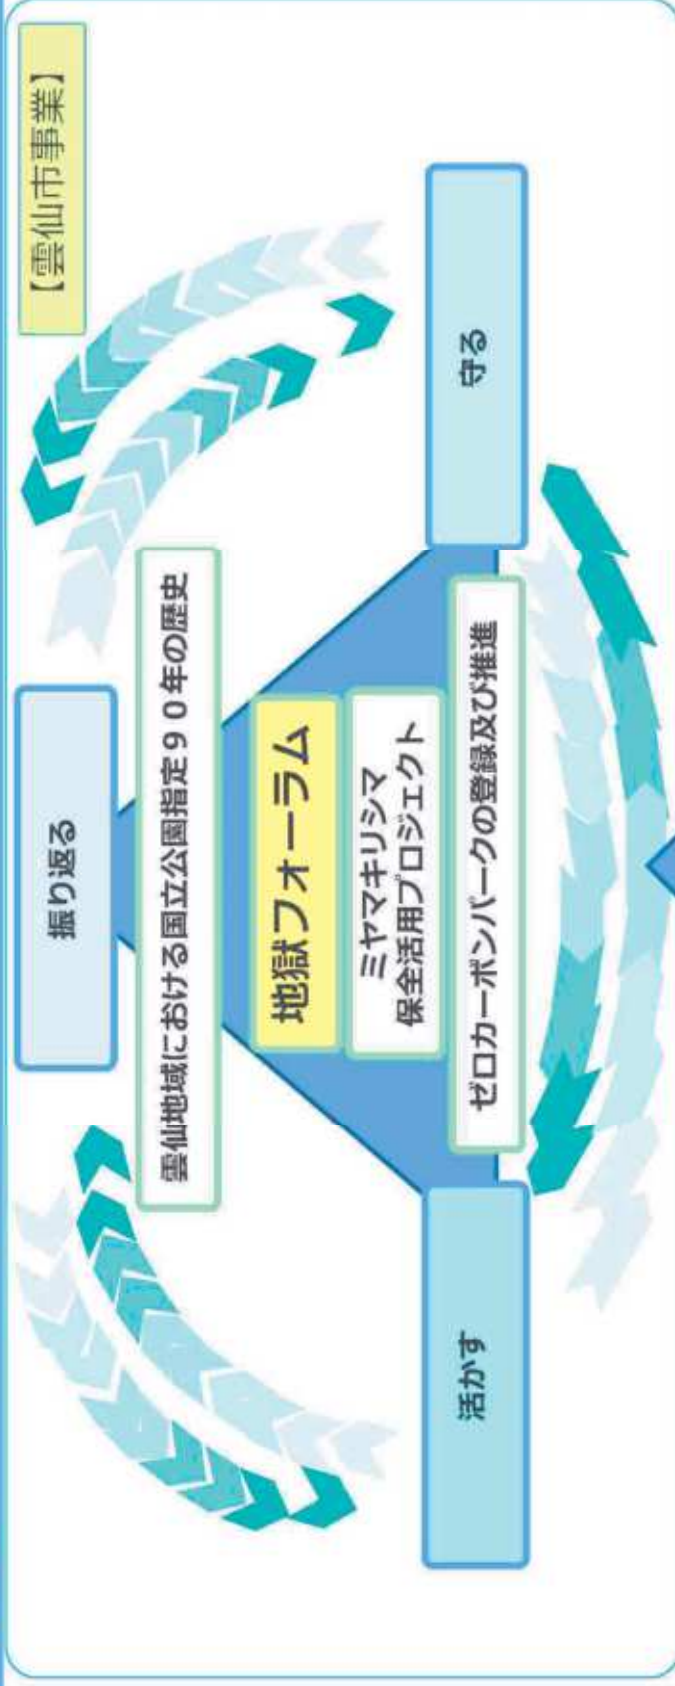 【雲仙市事業】
振り返る
雲仙地域における国立公園指定９０年の歴史
地獄フォーラム
ミヤマキリシマ
保全活用プロジェクト
ゼロカーボンパークの登録及び推進
活かす
守る